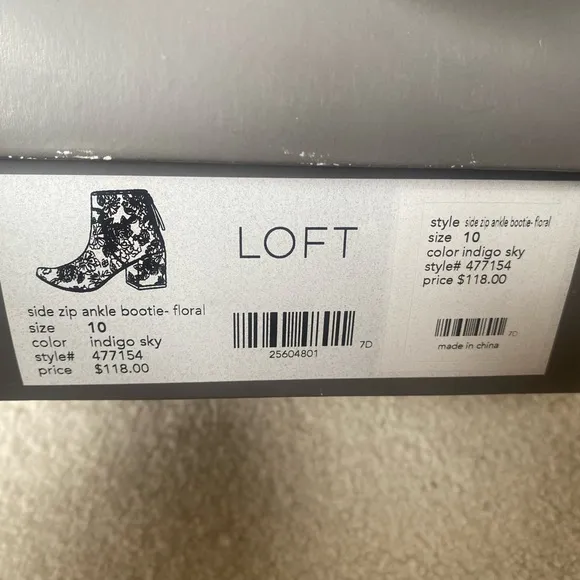 side zip ankle bootie- floral
size 10
color indigo sky
style# 477154
price $118.00
LOFT
25604801
7D
style side zip ankle bootie- floral
size 10
color indigo sky
style# 477154
price $118.00
7D
made in china